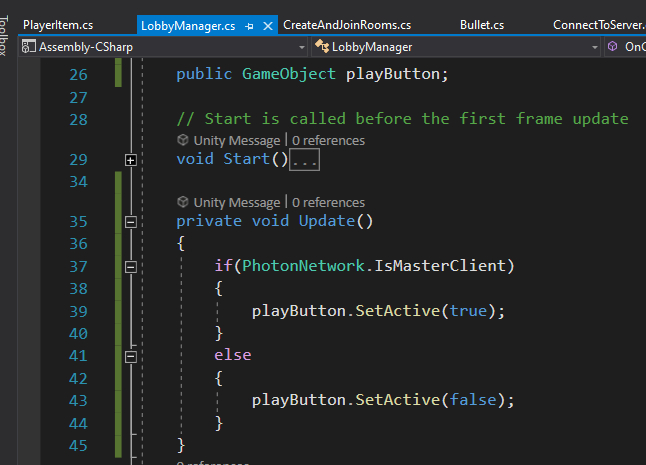 Toolbox
PlayerItem.cs LobbyManager.cs CreateAndJoinRooms.cs Bullet.cs ConnectToServer.
Assembly-CSharp LobbyManager
26 public GameObject playButton;
27
28 // Start is called before the first frame update
Unity Message | 0 references
29 void Start()...
34
Unity Message | 0 references
35 private void Update()
36 {
37 if(PhotonNetwork.IsMasterClient)
38 {
39 playButton.SetActive(true);
40 }
41 else
42 {
43 playButton.SetActive(false);
44 }
45 }